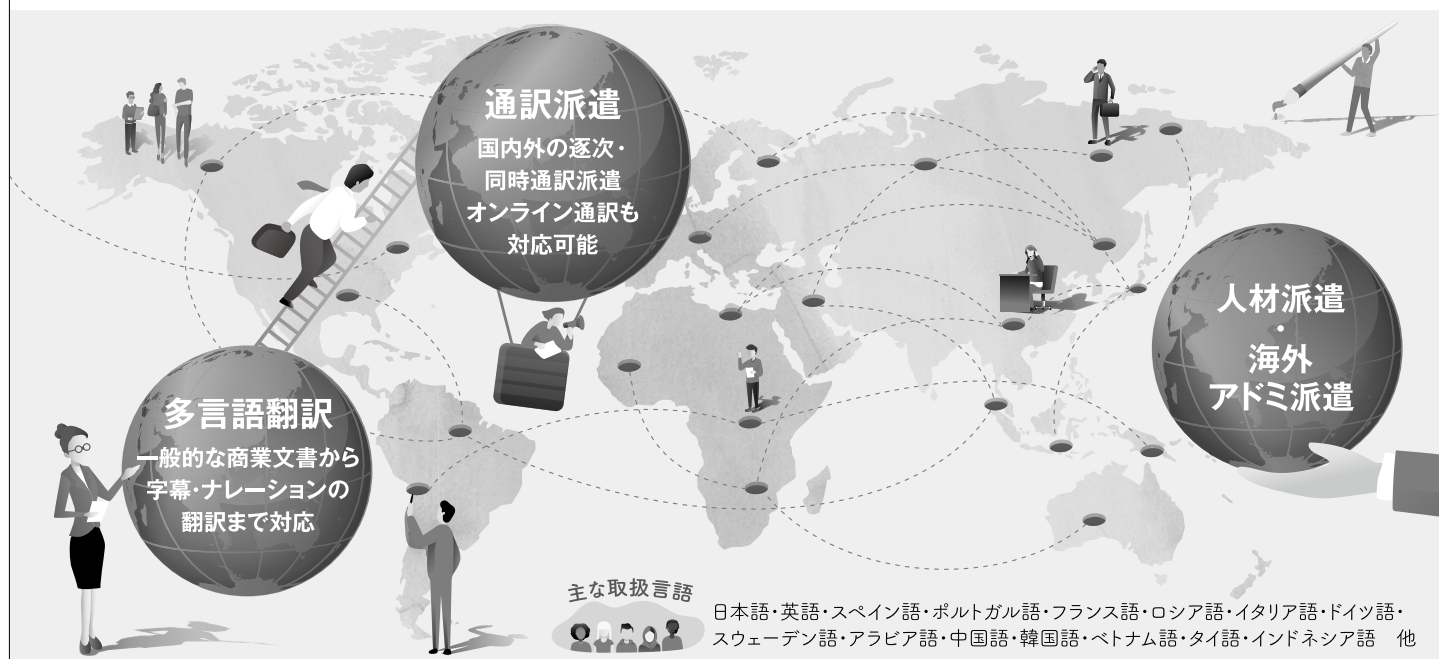 通訳派遣
国内外の逐次・
同時通訳派遣
オンライン通訳も
対応可能
人材派遣
・
海外
アドミ派遣
多言語翻訳
一般的な商業文書から
字幕・ナレーションの
翻訳まで対応
主な取扱言語
日本語・英語・スペイン語・ポルトガル語・フランス語・ロシア語・イタリア語・ドイツ語・
スウェーデン語・アラビア語・中国語・韓国語・ベトナム語・タイ語・インドネシア語　他